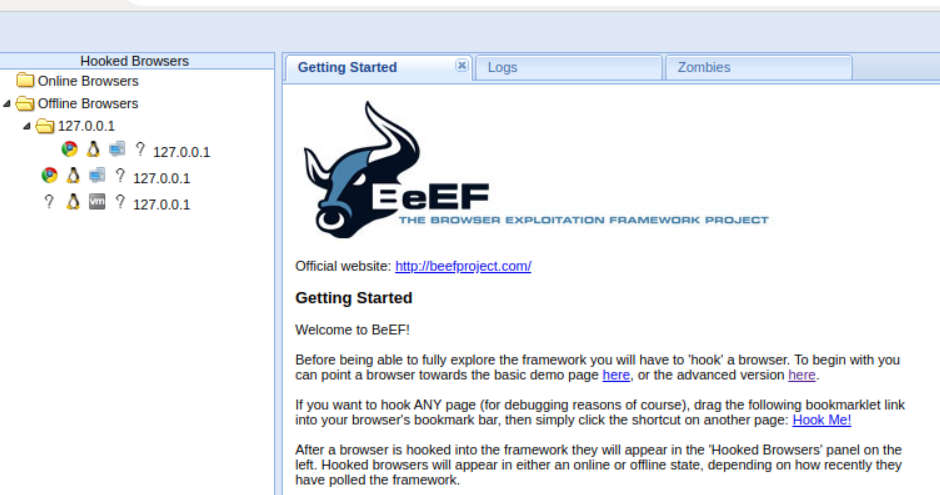 Hooked Browsers
Online Browsers
Offline Browsers
127.0.0.1
? 127.0.0.1
? 127.0.0.1
? vm ? 127.0.0.1
Getting Started
Logs
Zombies
BeEF
THE BROWSER EXPLOITATION FRAMEWORK PROJECT
Official website: http://beefproject.com/
Getting Started
Welcome to BeEF!
Before being able to fully explore the framework you will have to 'hook' a browser. To begin with you
can point a browser towards the basic demo page here, or the advanced version here.
If you want to hook ANY page (for debugging reasons of course), drag the following bookmarklet link
into your browser's bookmark bar, then simply click the shortcut on another page: Hook Me!
After a browser is hooked into the framework they will appear in the 'Hooked Browsers' panel on the
left. Hooked browsers will appear in either an online or offline state, depending on how recently they
have polled the framework.